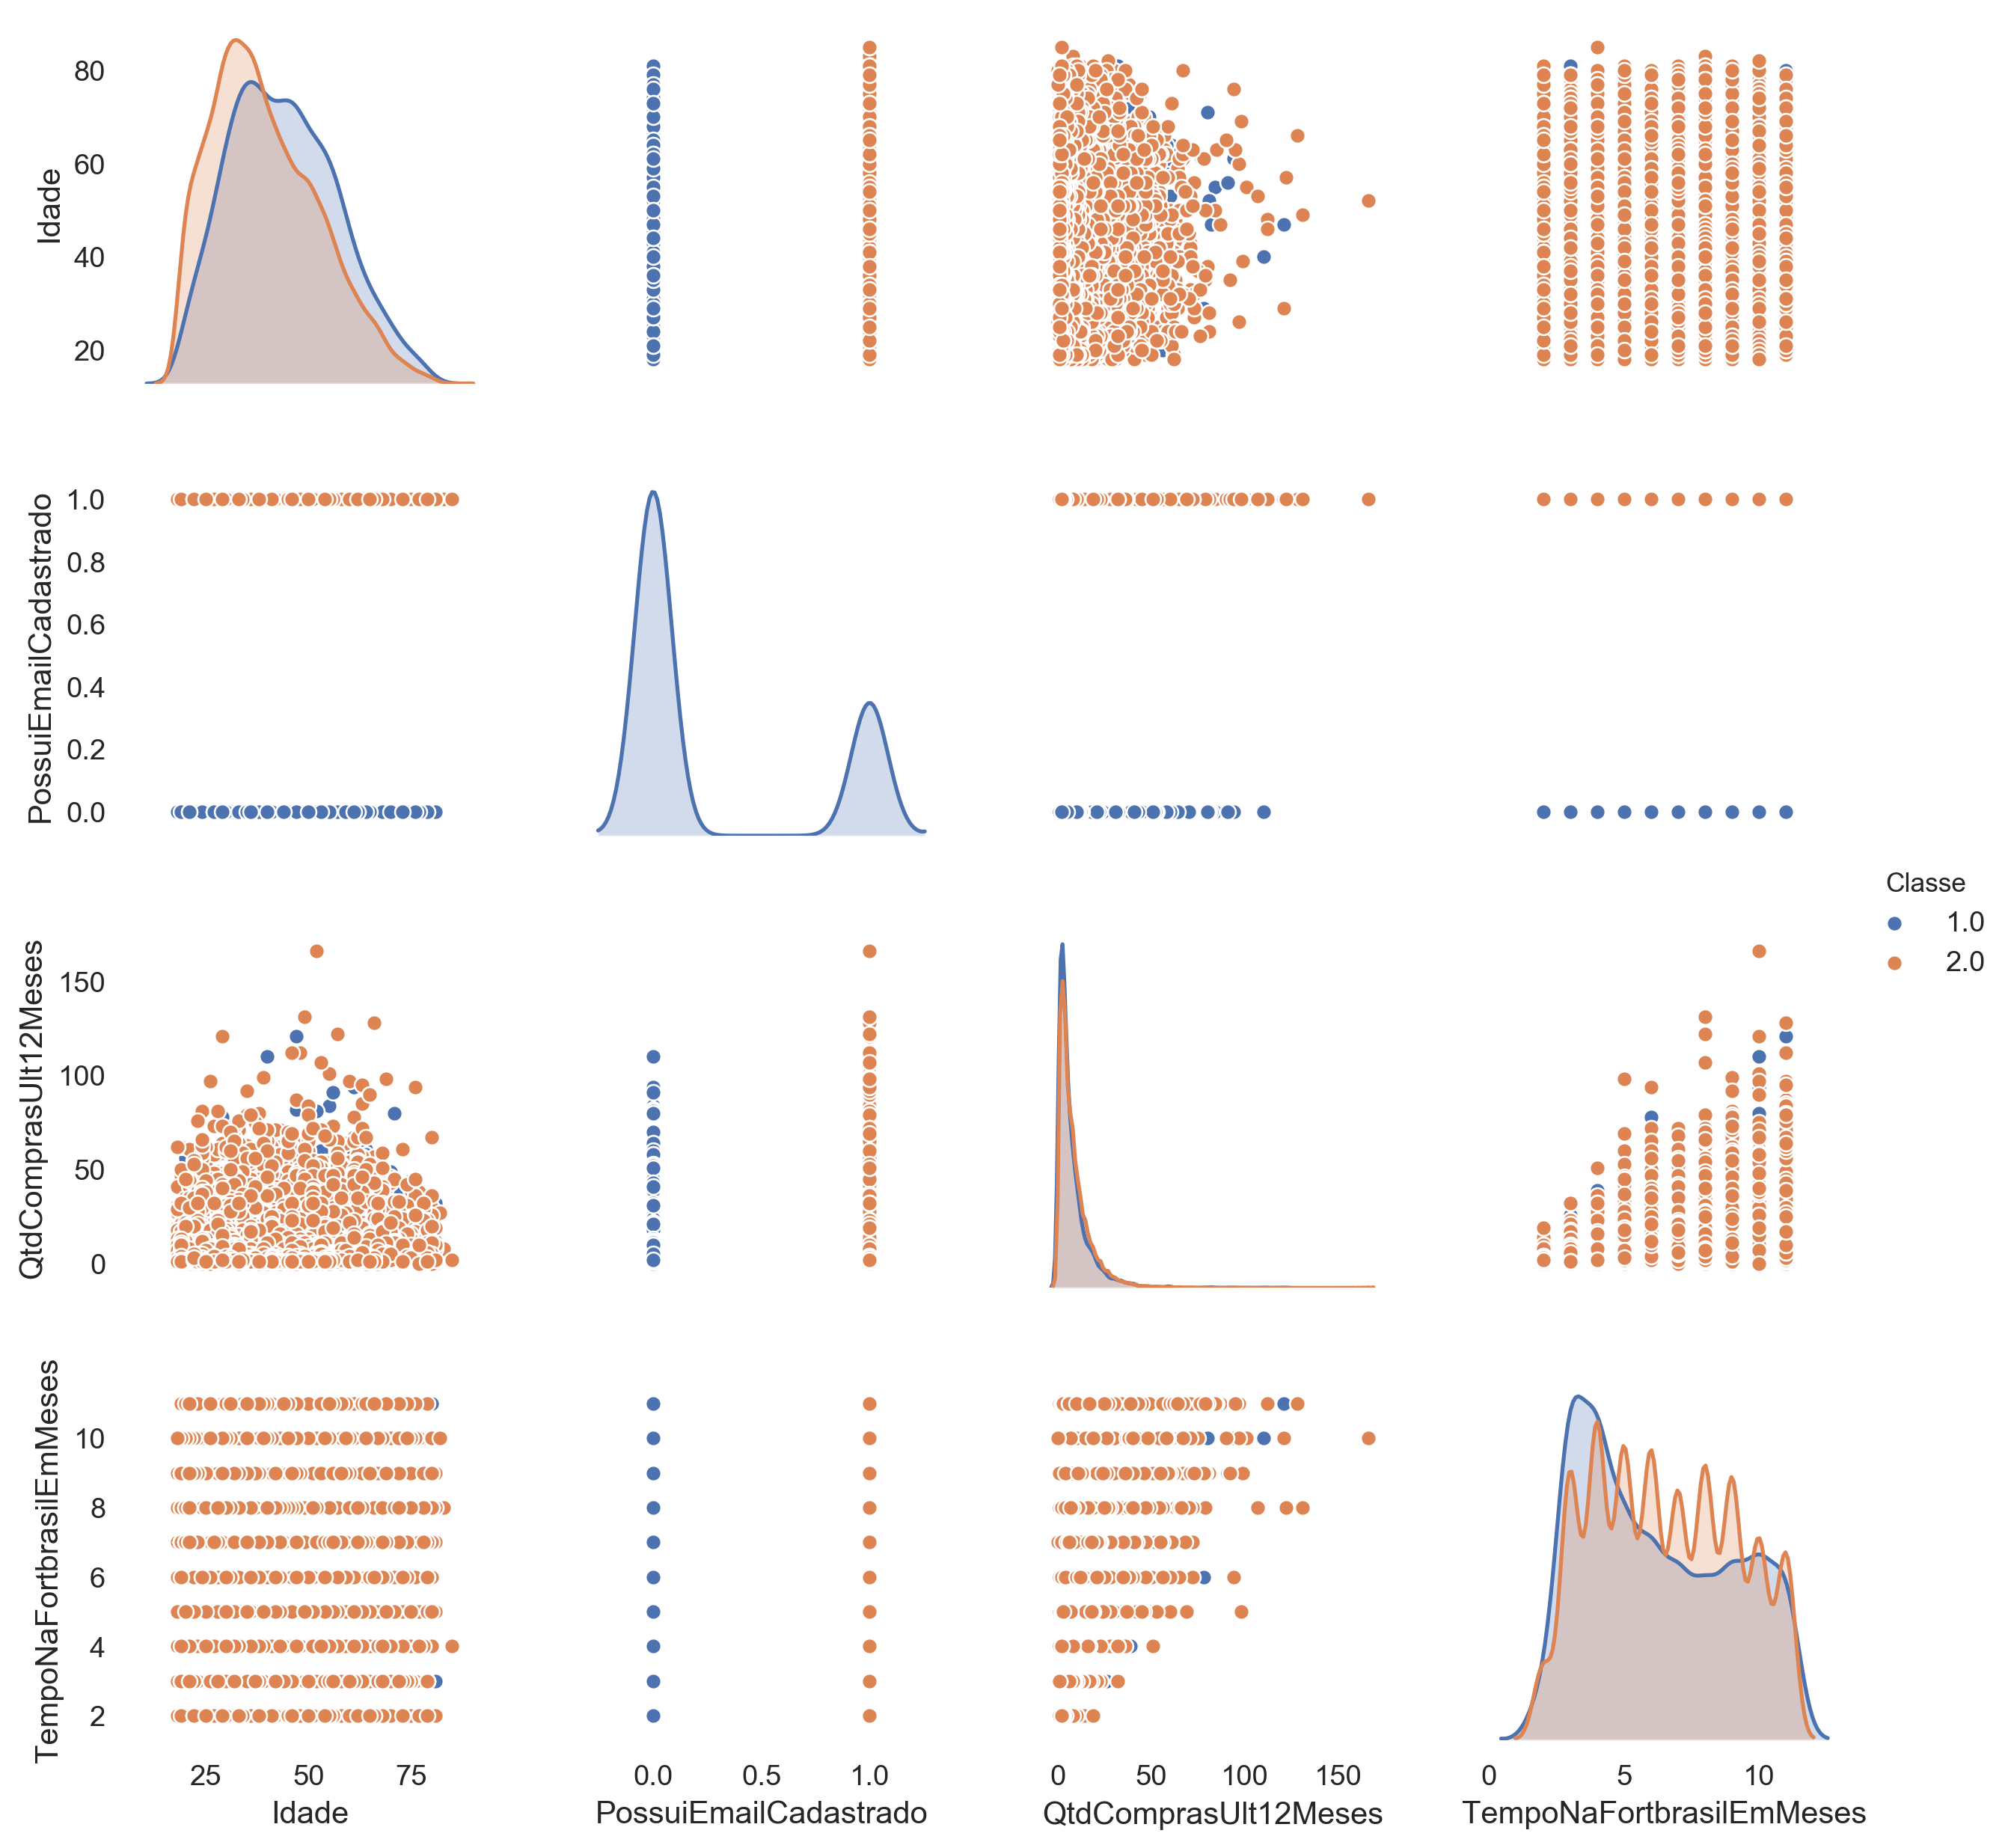 80
60
40
20
Idade
1.0
0.8
0.6
0.4
0.2
0.0
PossuiEmailCadastrado
Classe
1.0
2.0
150
100
50
0
QtdComprasUlt12Meses
10
8
6
4
2
TempoNaFortbrasilEmMeses
25 50 75
Idade
0.0 0.5 1.0
PossuiEmailCadastrado
0 50 100 150
QtdComprasUlt12Meses
0 5 10
TempoNaFortbrasilEmMeses